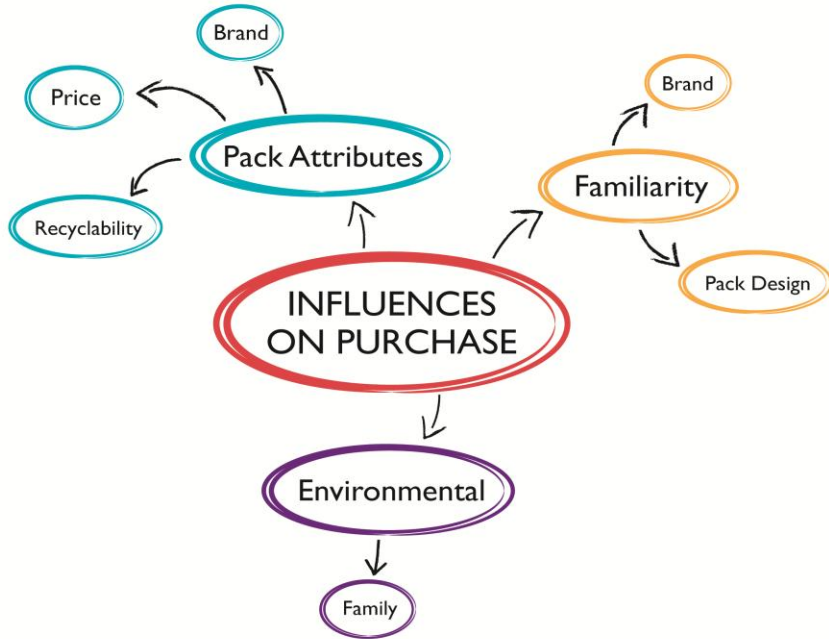 Brand
Brand
Price
Pack Attributes
Familiarity
Recyclability
Pack Design
INFLUENCES
ON PURCHASE
Environmental
Family